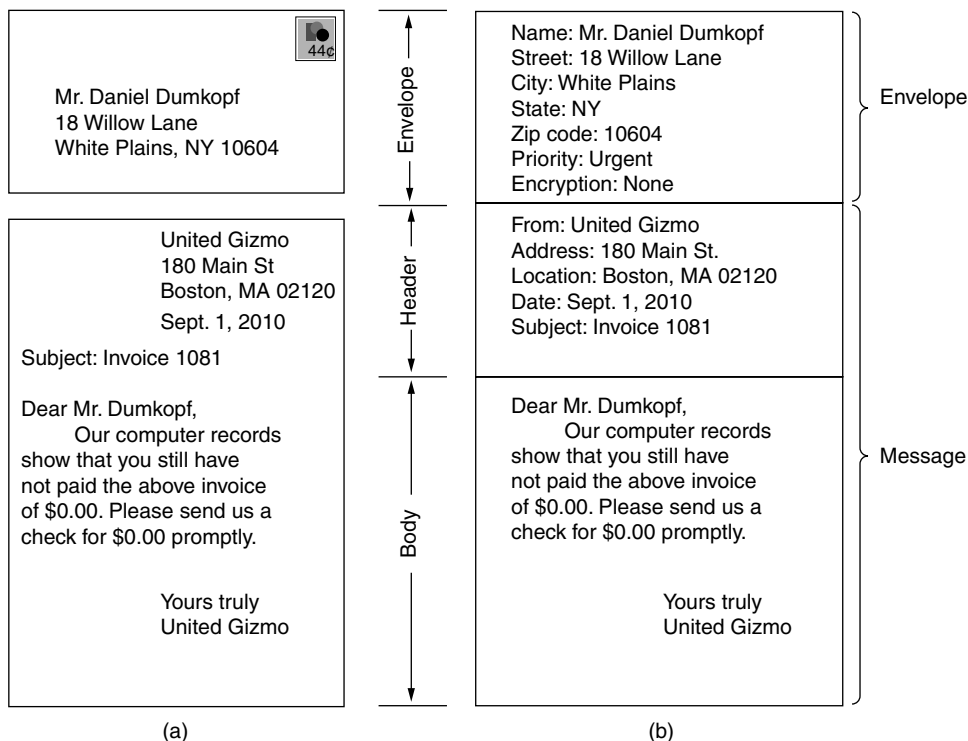 44¢
Mr. Daniel Dumkopf
18 Willow Lane
White Plains, NY 10604
United Gizmo
180 Main St
Boston, MA 02120
Sept. 1, 2010
Subject: Invoice 1081
Dear Mr. Dumkopf,
Our computer records
show that you still have
not paid the above invoice
of $0.00. Please send us a
check for $0.00 promptly.
Yours truly
United Gizmo
(a)
Envelope
Header
Body
Name: Mr. Daniel Dumkopf
Street: 18 Willow Lane
City: White Plains
State: NY
Zip code: 10604
Priority: Urgent
Encryption: None
From: United Gizmo
Address: 180 Main St.
Location: Boston, MA 02120
Date: Sept. 1, 2010
Subject: Invoice 1081
Dear Mr. Dumkopf,
Our computer records
show that you still have
not paid the above invoice
of $0.00. Please send us a
check for $0.00 promptly.
Yours truly
United Gizmo
(b)
Envelope
Message